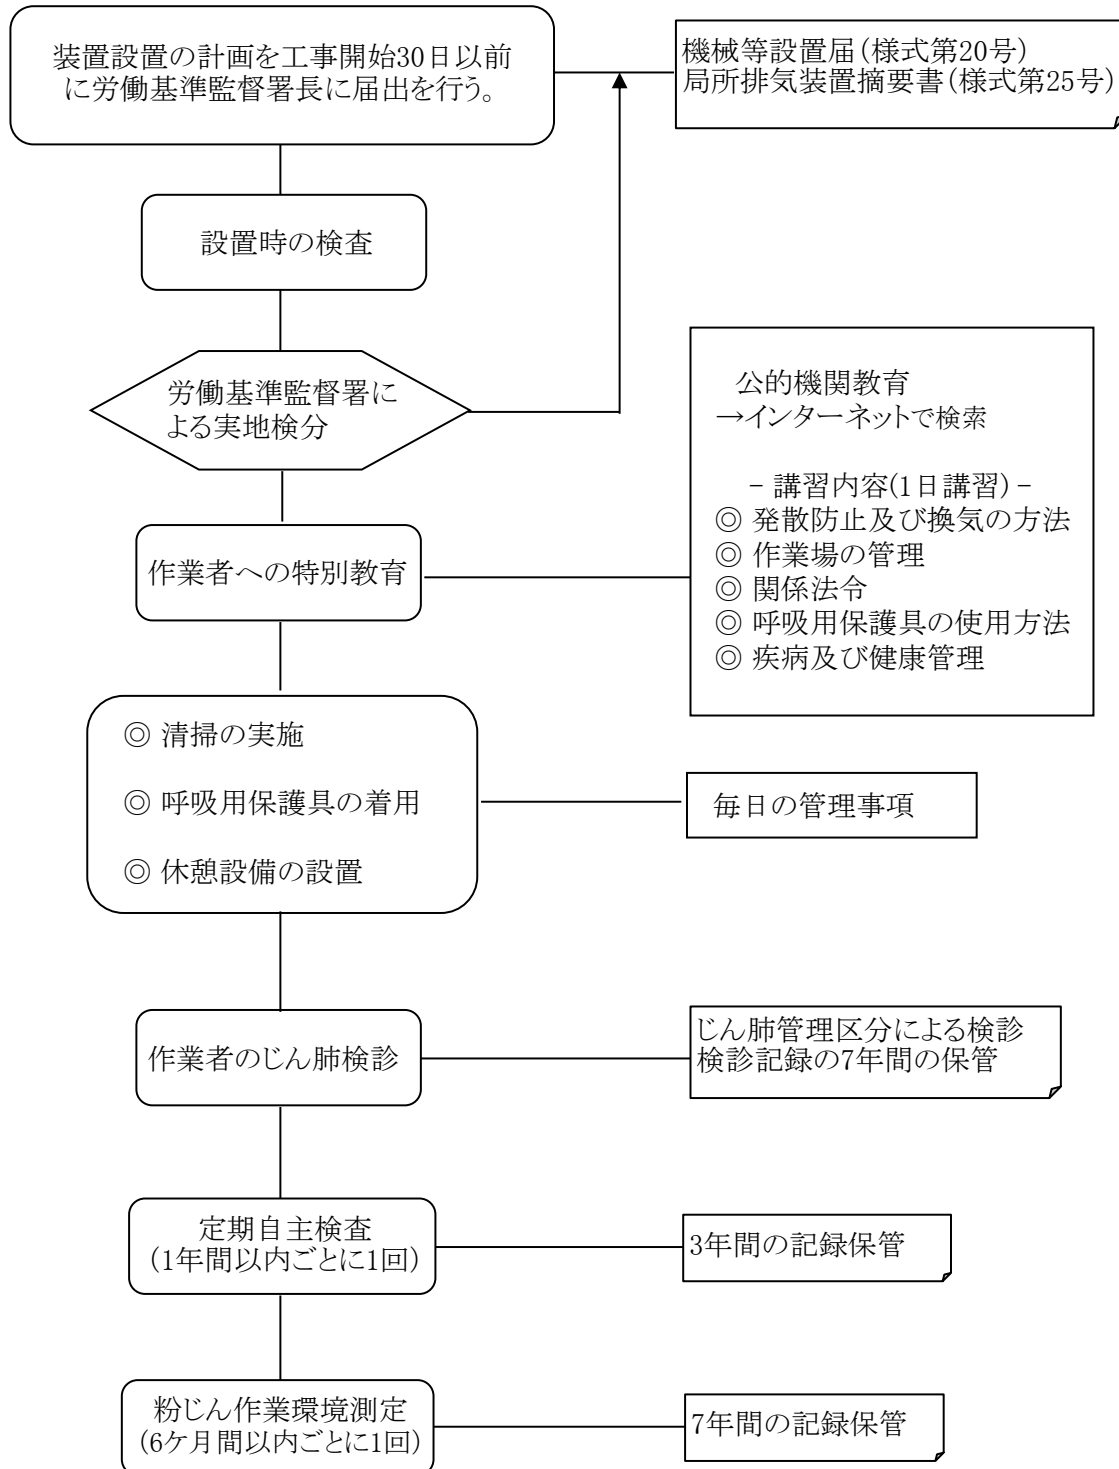 装置設置の計画を工事開始30日以前
に労働基準監督署長に届出を行う。
機械等設置届(様式第20号)
局所排気装置摘要書(様式第25号)
設置時の検査
労働基準監督署に
よる実地検分
公的機関教育
→インターネットで検索
－講習内容(1日講習)－
◎ 発散防止及び換気の方法
◎ 作業場の管理
◎ 関係法令
◎ 呼吸用保護具の使用方法
◎ 疾病及び健康管理
作業者への特別教育
◎ 清掃の実施
◎ 呼吸用保護具の着用
◎ 休憩設備の設置
毎日の管理事項
作業者のじん肺検診
じん肺管理区分による検診
検診記録の7年間の保管
定期自主検査
(1年間以内ごとに1回)
3年間の記録保管
粉じん作業環境測定
(6ケ月間以内ごとに1回)
7年間の記録保管